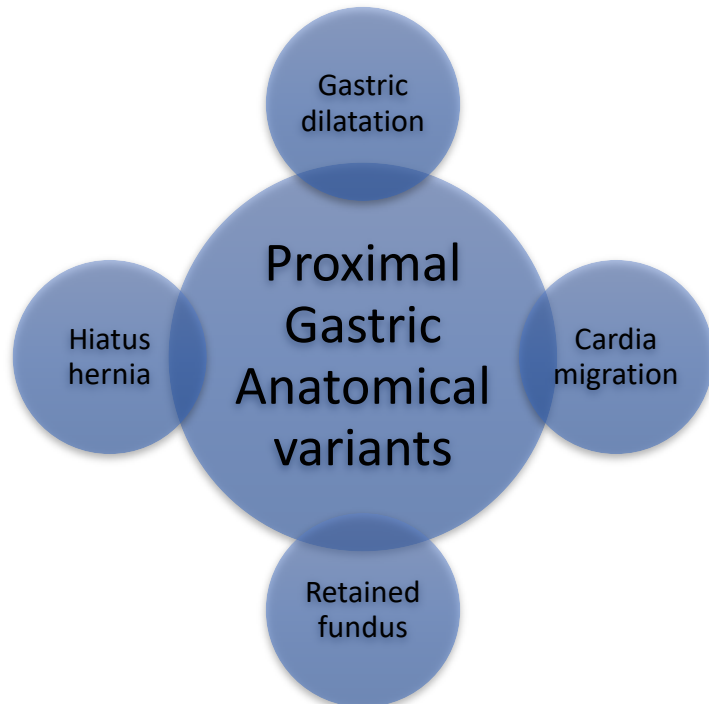 Gastric
dilatation
Hiatus
hernia
Proximal
Gastric
Anatomical
variants
Cardia
migration
Retained
fundus